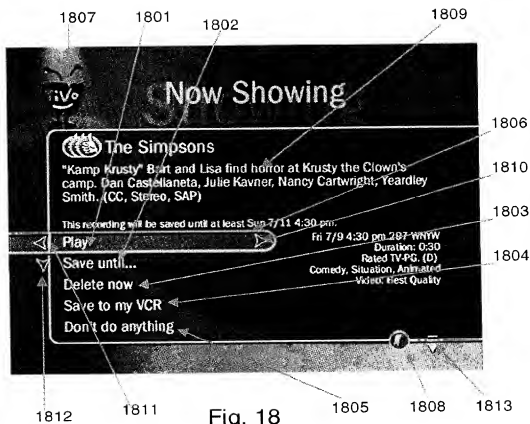 1807
1801
1802
1809
TiVo
Now Showing
1806
The Simpsons
"Kamp Krusty" Bart and Lisa find horror at Krusty the Clown's
camp. Dan Castellaneta, Julie Kavner, Nancy Cartwright, Yeardley
Smith. (CC, Stereo, SAP)
1810
This recording will be saved until at least Sun 7/11 4:30 pm.
1803
Play
Fri 7/9 4:30 pm 287 WNYW
Duration: 0:30
Save until...
Rated TV-PG. (D)
1804
Comedy, Situation, Animated
Delete now
Video: Best Quality
Save to my VCR
Don't do anything
1812
1811
1805
1808
1813
Fig. 18